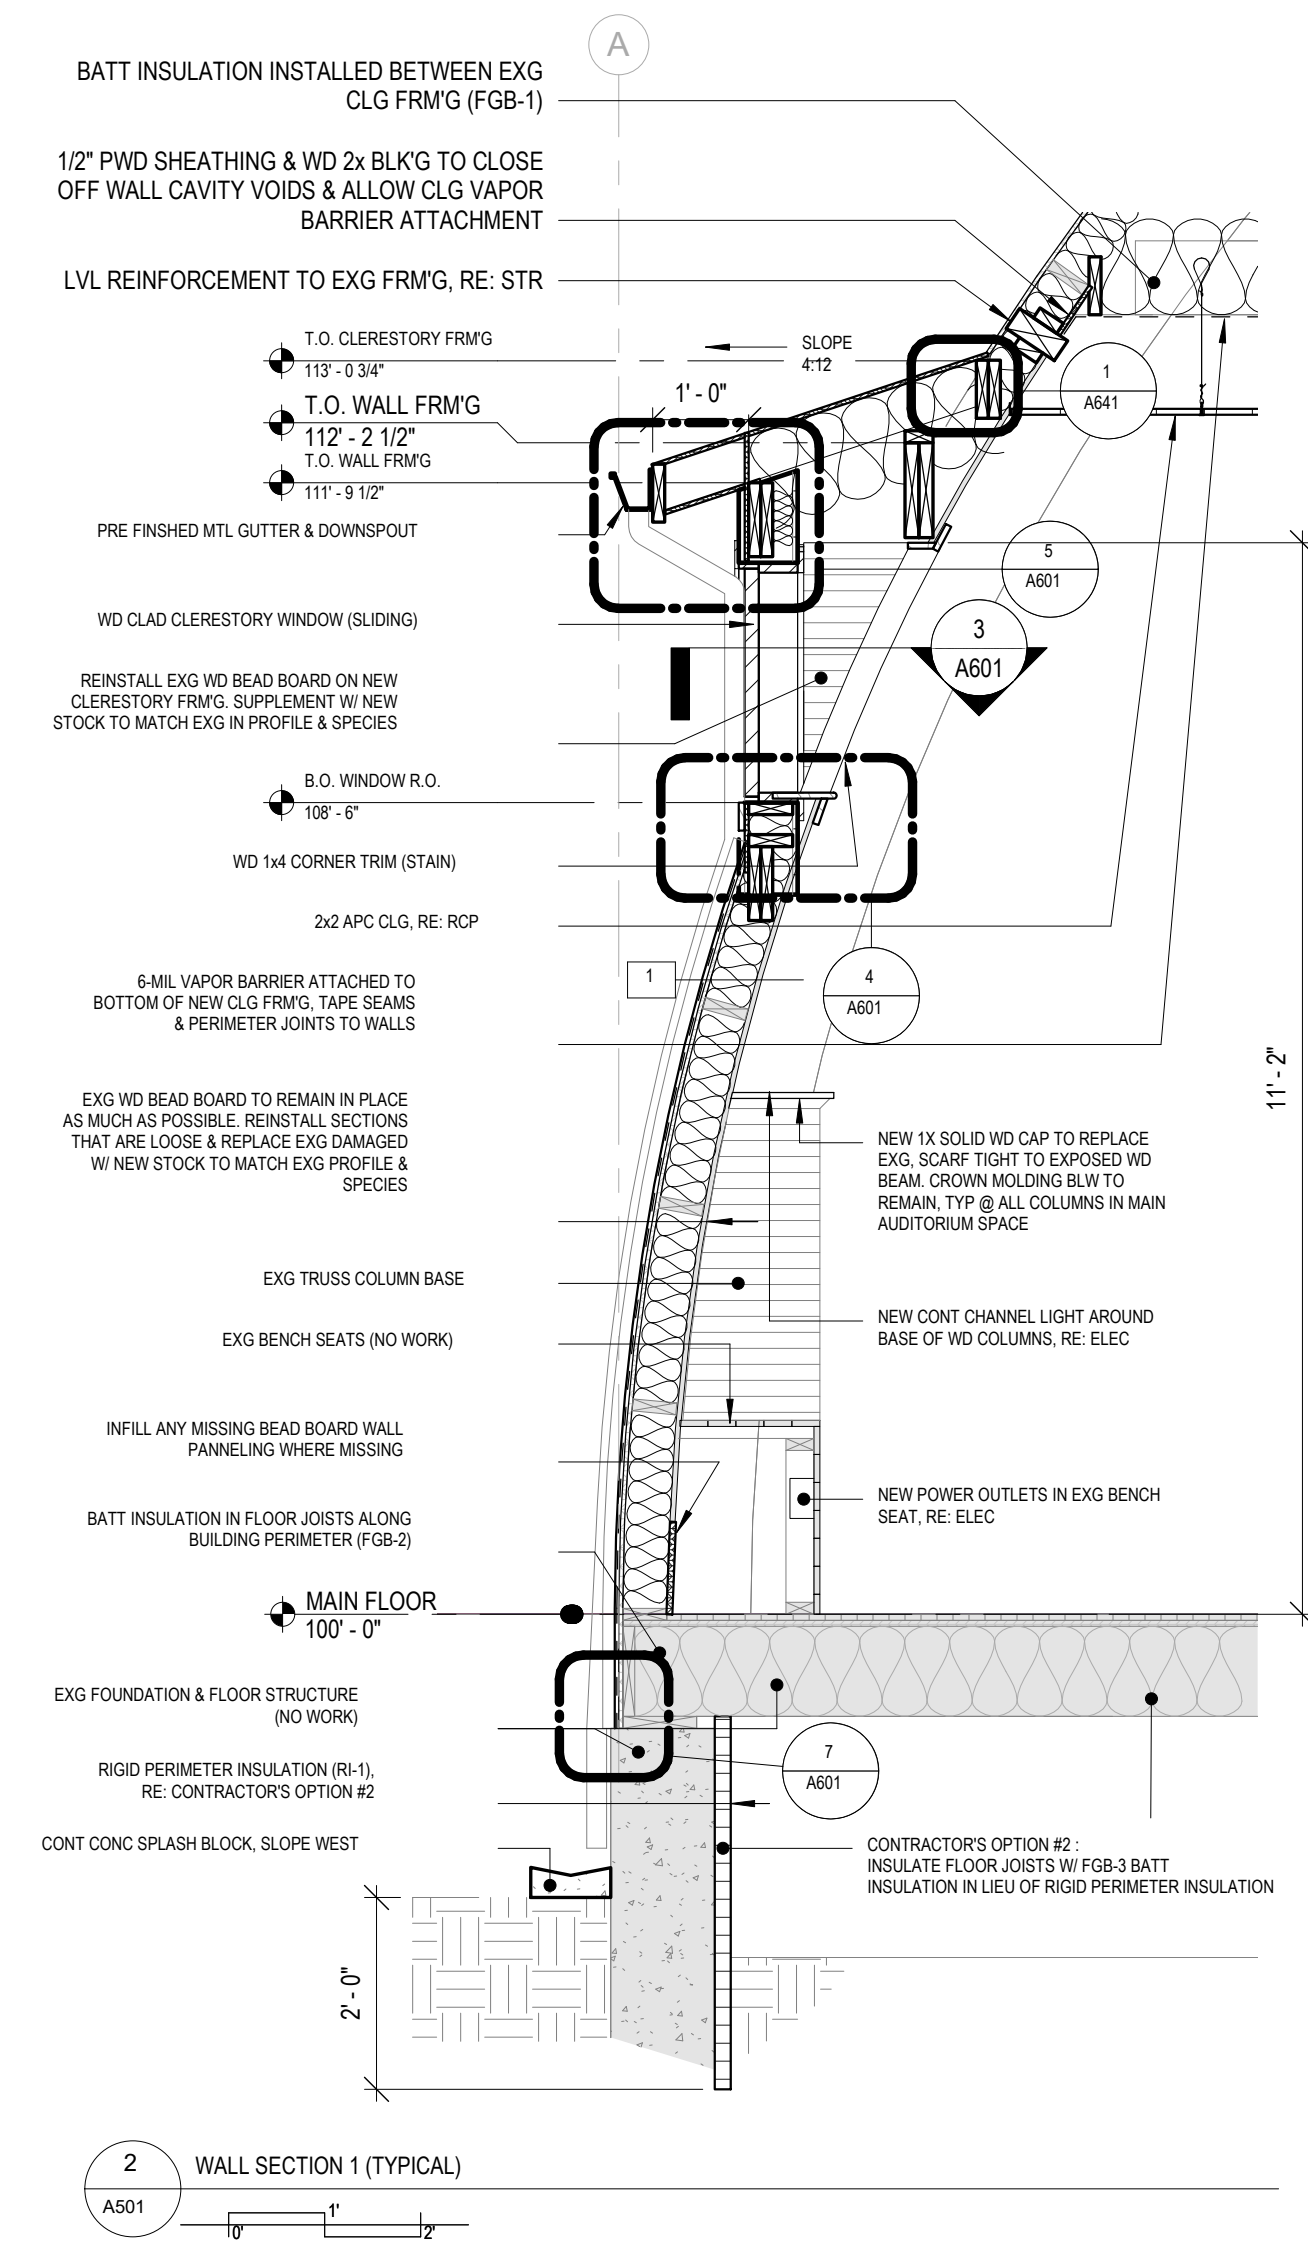 A
BATT INSULATION INSTALLED BETWEEN EXG
CLG FRM'G (FGB-1)
1/2" PWD SHEATHING & WD 2x BLK'G TO CLOSE
OFF WALL CAVITY VOIDS & ALLOW CLG VAPOR
BARRIER ATTACHMENT
LVL REINFORCEMENT TO EXG FRM'G, RE: STR
T.O. CLERESTORY FRM'G
113' - 0 3/4"
SLOPE
4:12
1
A641
1' - 0"
T.O. WALL FRM'G
112' - 2 1/2"
T.O. WALL FRM'G
111' - 9 1/2"
PRE FINSHED MTL GUTTER & DOWNSPOUT
5
A601
WD CLAD CLERESTORY WINDOW (SLIDING)
3
A601
REINSTALL EXG WD BEAD BOARD ON NEW
CLERESTORY FRM'G. SUPPLEMENT W/ NEW
STOCK TO MATCH EXG IN PROFILE & SPECIES
B.O. WINDOW R.O.
108' - 6"
WD 1x4 CORNER TRIM (STAIN)
2x2 APC CLG, RE: RCP
6-MIL VAPOR BARRIER ATTACHED TO
BOTTOM OF NEW CLG FRM'G, TAPE SEAMS
& PERIMETER JOINTS TO WALLS
1
4
A601
11' - 2"
EXG WD BEAD BOARD TO REMAIN IN PLACE
AS MUCH AS POSSIBLE. REINSTALL SECTIONS
THAT ARE LOOSE & REPLACE EXG DAMAGED
W/ NEW STOCK TO MATCH EXG PROFILE &
SPECIES
NEW 1X SOLID WD CAP TO REPLACE
EXG, SCARF TIGHT TO EXPOSED WD
BEAM. CROWN MOLDING BLW TO
REMAIN, TYP @ ALL COLUMNS IN MAIN
AUDITORIUM SPACE
EXG TRUSS COLUMN BASE
NEW CONT CHANNEL LIGHT AROUND
BASE OF WD COLUMNS, RE: ELEC
EXG BENCH SEATS (NO WORK)
INFILL ANY MISSING BEAD BOARD WALL
PANNELING WHERE MISSING
NEW POWER OUTLETS IN EXG BENCH
SEAT, RE: ELEC
BATT INSULATION IN FLOOR JOISTS ALONG
BUILDING PERIMETER (FGB-2)
MAIN FLOOR
100' - 0"
EXG FOUNDATION & FLOOR STRUCTURE
(NO WORK)
7
A601
RIGID PERIMETER INSULATION (RI-1),
RE: CONTRACTOR'S OPTION #2
CONT CONC SPLASH BLOCK, SLOPE WEST
CONTRACTOR'S OPTION #2 :
INSULATE FLOOR JOISTS W/ FGB-3 BATT
INSULATION IN LIEU OF RIGID PERIMETER INSULATION
2' - 0"
2
A501
WALL SECTION 1 (TYPICAL)
0'
1'
2'